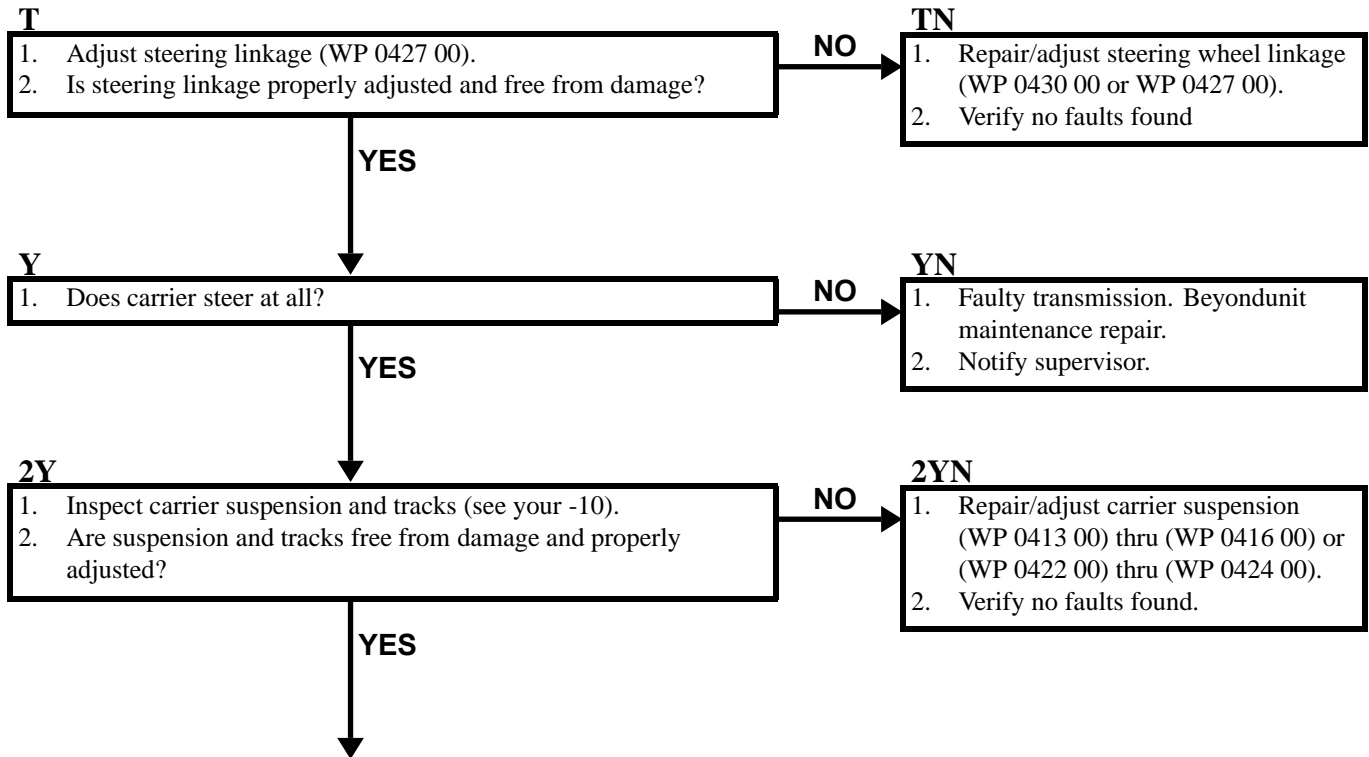 T
1. Adjust steering linkage (WP 0427 00).
2. Is steering linkage properly adjusted and free from damage?
NO
TN
1. Repair/adjust steering wheel linkage
(WP 0430 00 or WP 0427 00).
2. Verify no faults found
YES
Y
1. Does carrier steer at all?
NO
YN
1. Faulty transmission. Beyondunit
maintenance repair.
2. Notify supervisor.
YES
2Y
1. Inspect carrier suspension and tracks (see your -10).
2. Are suspension and tracks free from damage and properly
adjusted?
NO
2YN
1. Repair/adjust carrier suspension
(WP 0413 00) thru (WP 0416 00) or
(WP 0422 00) thru (WP 0424 00).
2. Verify no faults found.
YES